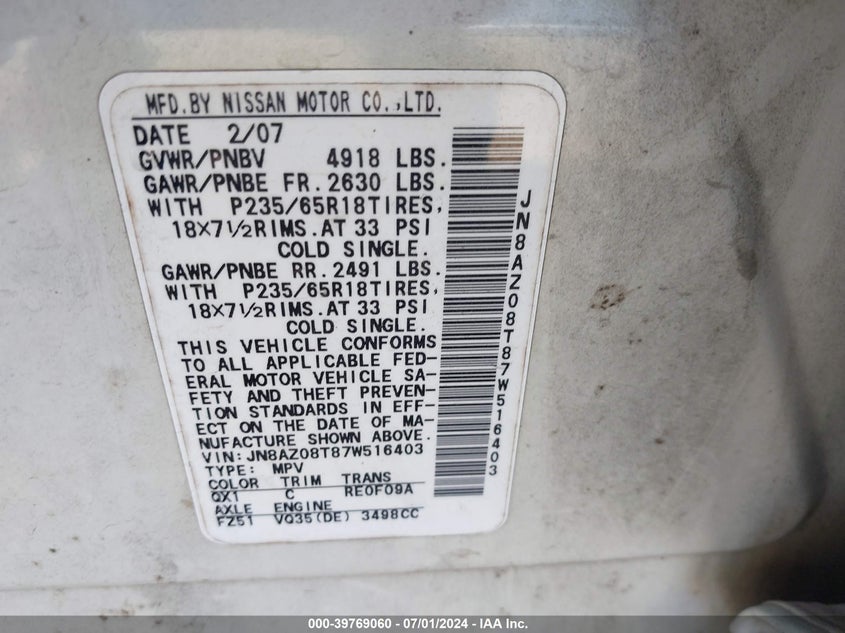 MFD.BY NISSAN MOTOR CO.,LTD.
DATE 2/07
GVWR/PNBV 4918 LBS.
GAWR/PNBE FR. 2630 LBS.
WITH P235/65R18TIRES,
18X7½RIMS.AT 33 PSI
COLD SINGLE.
GAWR/PNBE RR. 2491 LBS.
WITH P235/65R18TIRES,
18X7½RIMS.AT 33 PSI
COLD SINGLE.
THIS VEHICLE CONFORMS
TO ALL APPLICABLE FED-
ERAL MOTOR VEHICLE SA-
FETY AND THEFT PREVEN-
TION STANDARDS IN EFF-
ECT ON THE DATE OF MA-
NUFACTURE SHOWN ABOVE.
VIN: JN8AZ08T87W516403
TYPE: MPV
COLOR TRIM TRANS
QX1 C RE0F09A
AXLE ENGINE
FZ51 VQ35(DE) 3498CC
JN8AZ08T87W516403
000-39769060 - 07/01/2024 - IAA Inc.